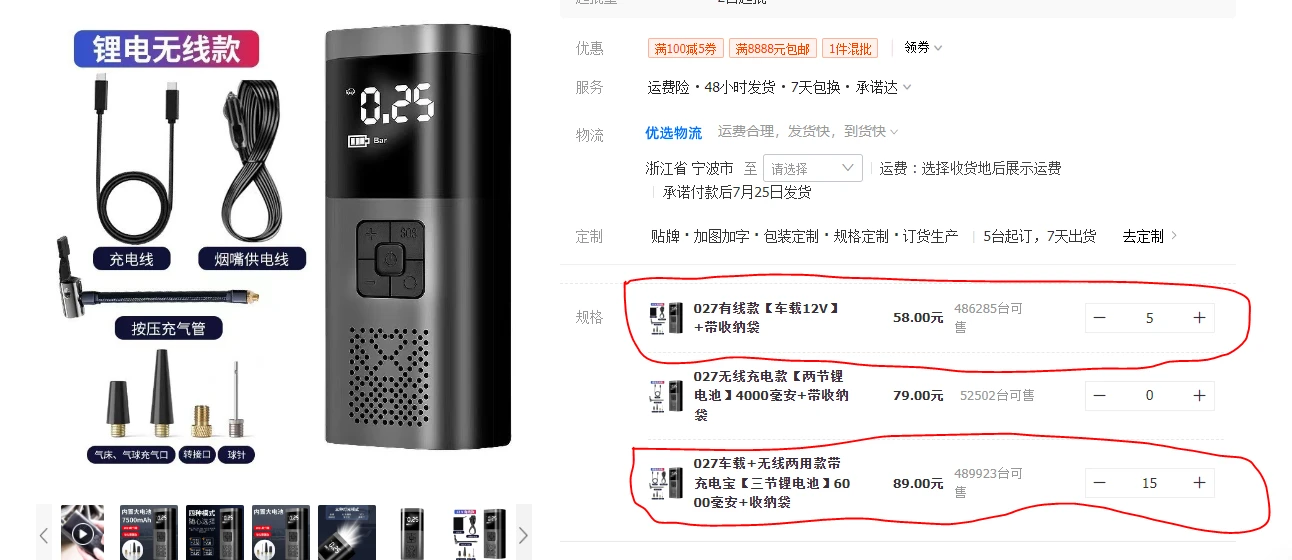 锂电无线款
0.25
Bar
SOS
充电线
烟嘴供电线
按压充气管
气床、气球充气口
转接口
球针
内置大电池
7500mAh
四种模式
随心选择
内置大电池
优惠
满100减5券
满8888元包邮
1件混批
领券
服务
运费险·48小时发货·7天包换·承诺达
物流
优选物流
运费合理，发货快，到货快
浙江省 宁波市
至
请选择
运费：选择收货地后展示运费
承诺付款后7月25日发货
定制
贴牌·加图加字·包装定制·规格定制·订货生产
5台起订，7天出货
去定制
规格
027有线款【车载12V】
+带收纳袋
58.00元
486285台可
售
5
027无线充电款【两节锂
电池】4000毫安+带收纳
袋
79.00元
52502台可售
0
027车载+无线两用款带
充电宝【三节锂电池】60
00毫安+收纳袋
89.00元
489923台可
售
15